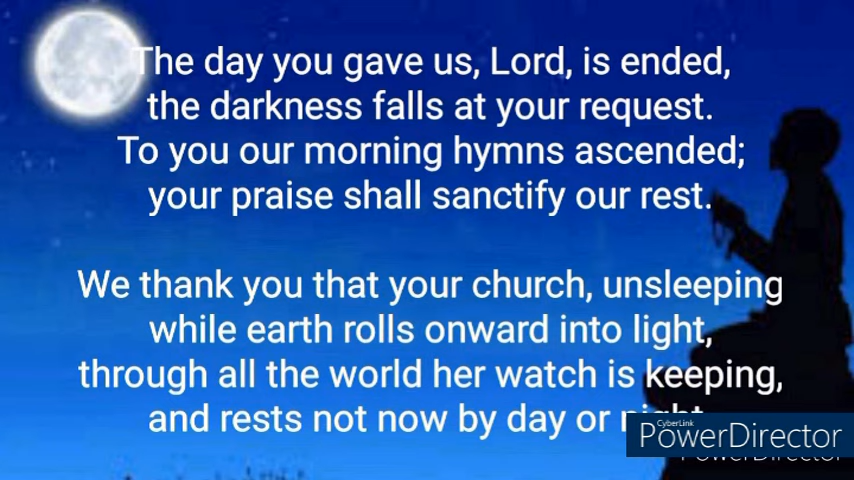 The day you gave us, Lord, is ended,
the darkness falls at your request.
To you our morning hymns ascended;
your praise shall sanctify our rest.
We thank you that your church, unsleeping
while earth rolls onward into light,
through all the world her watch is keeping,
and rests not now by day or night.
CyberLink
PowerDirector
PowerDirector